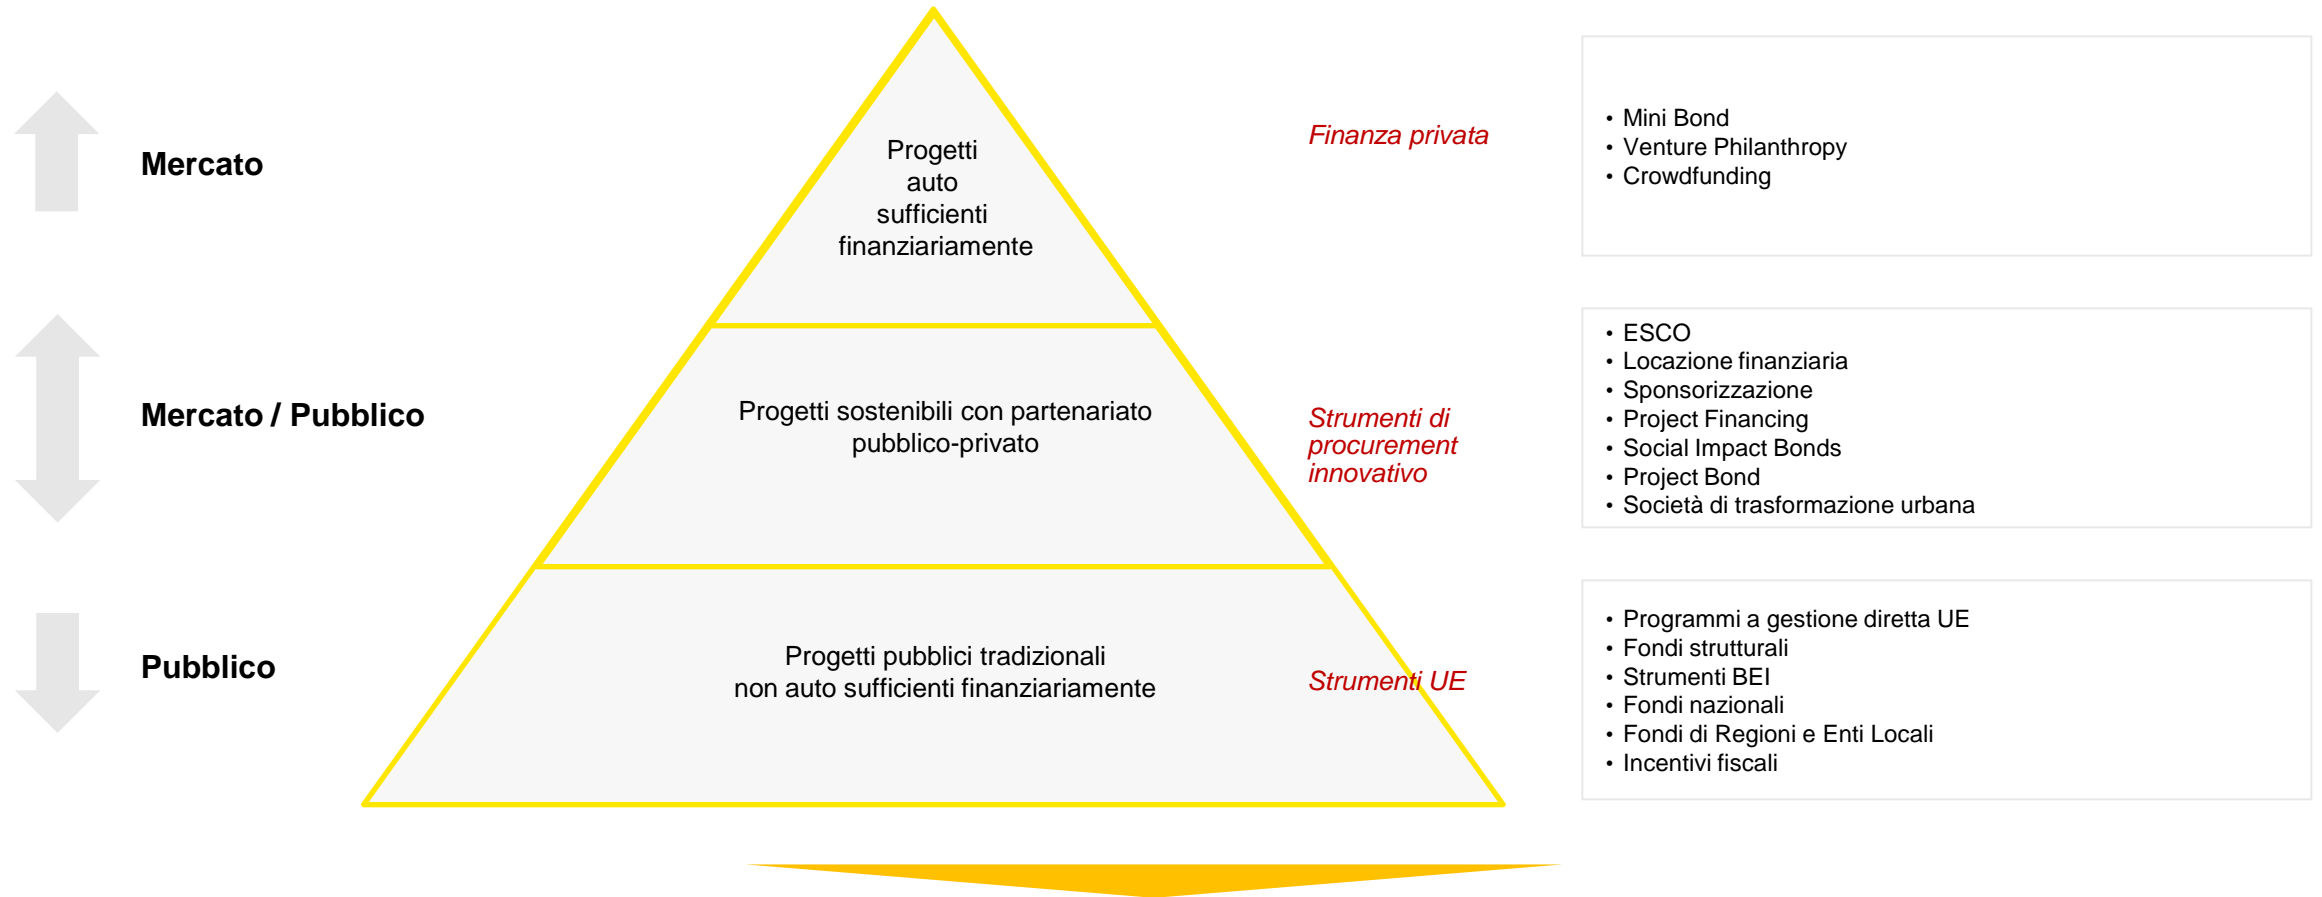 Mercato
Progetti
auto
sufficienti
finanziariamente
Finanza privata
• Mini Bond
• Venture Philanthropy
• Crowdfunding
Mercato / Pubblico
Progetti sostenibili con partenariato
pubblico-privato
Strumenti di
procurement
innovativo
• ESCO
• Locazione finanziaria
• Sponsorizzazione
• Project Financing
• Social Impact Bonds
• Project Bond
• Società di trasformazione urbana
Pubblico
Progetti pubblici tradizionali
non auto sufficienti finanziariamente
Strumenti UE
• Programmi a gestione diretta UE
• Fondi strutturali
• Strumenti BEI
• Fondi nazionali
• Fondi di Regioni e Enti Locali
• Incentivi fiscali